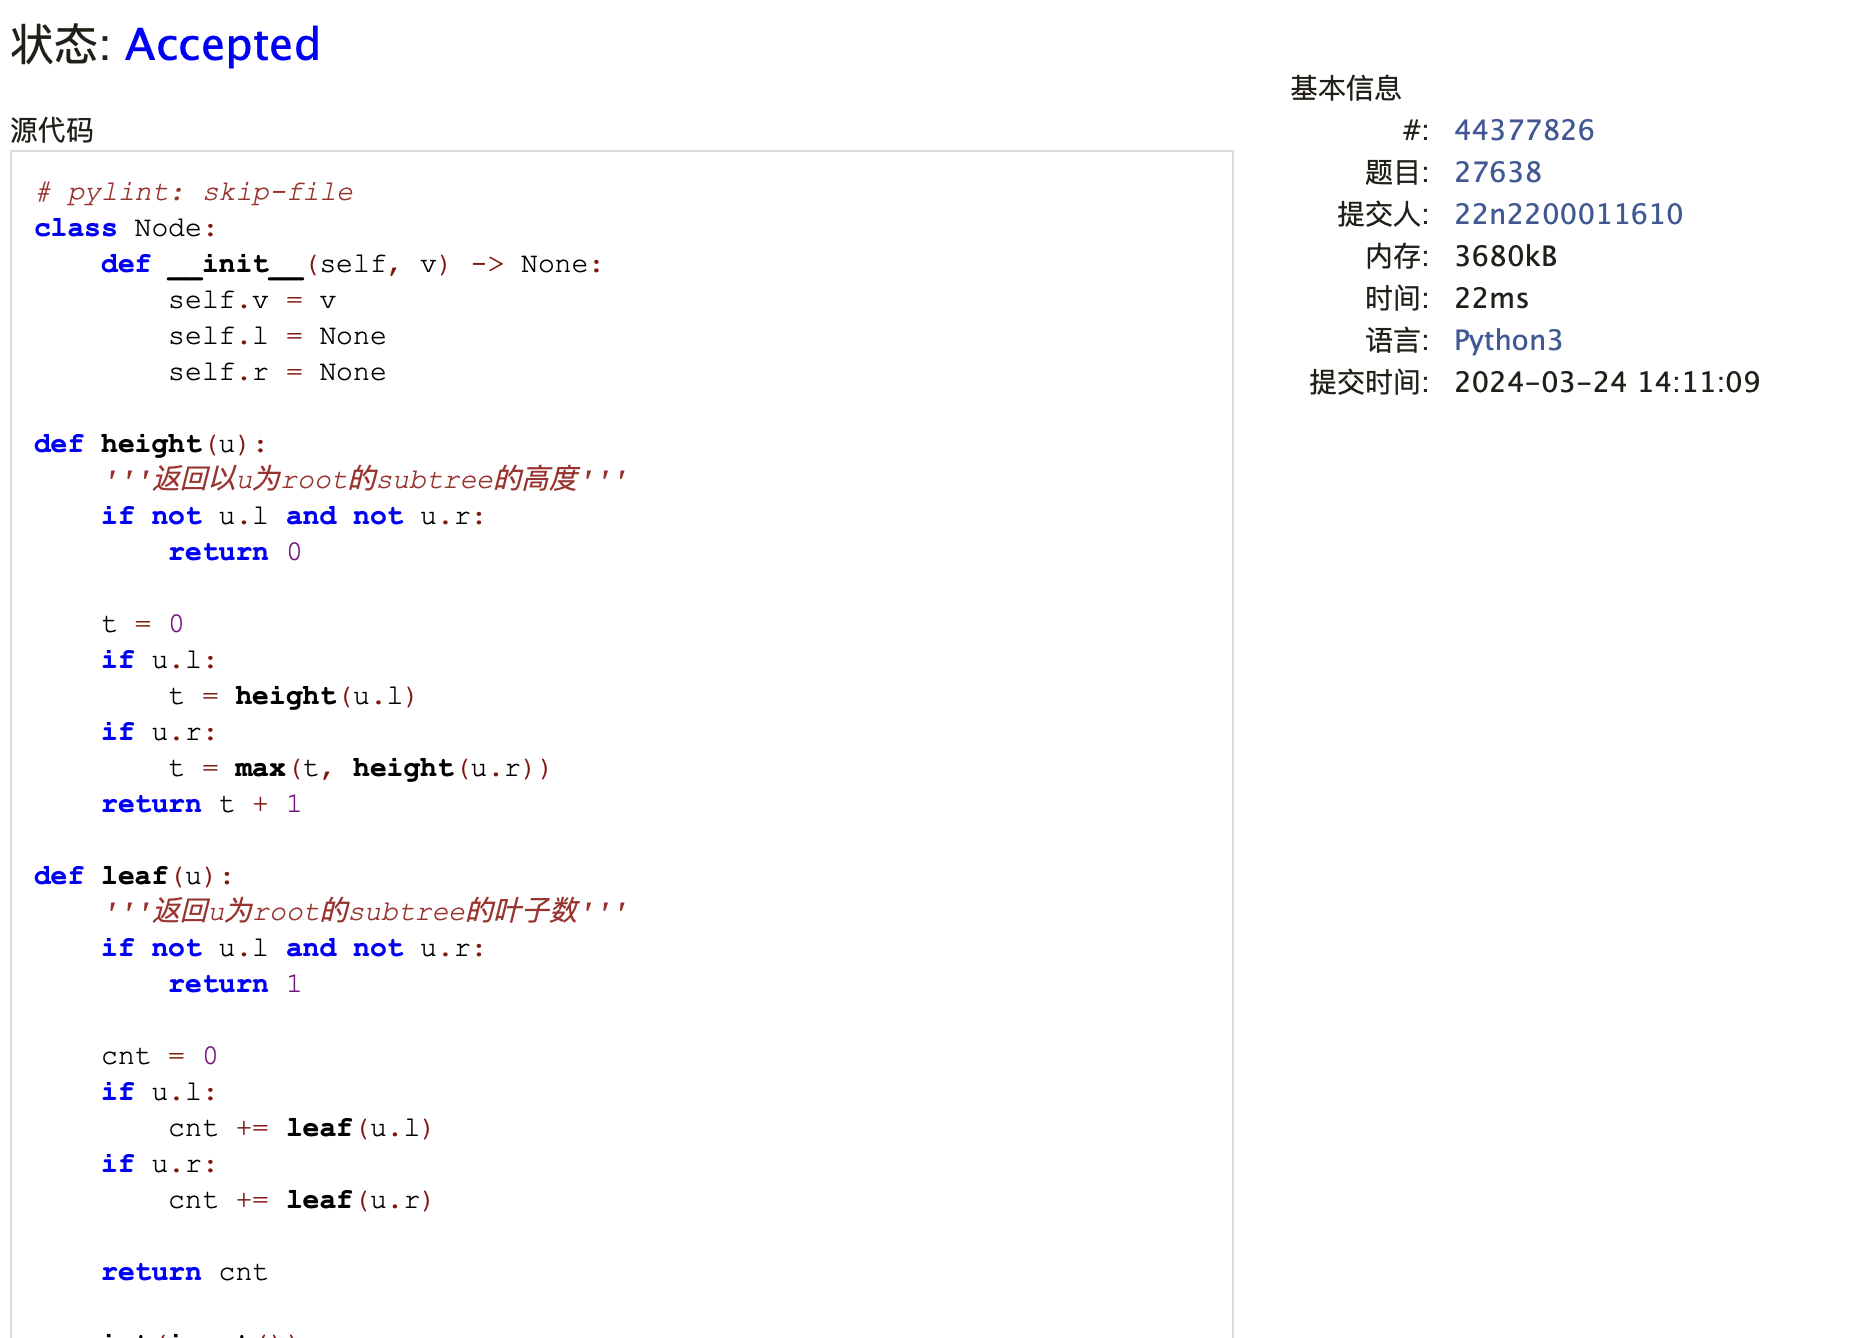 状态: Accepted
源代码
# pylint: skip-file
class Node:
    def __init__(self, v) -> None:
        self.v = v
        self.l = None
        self.r = None
def height(u):
    '''返回以u为root的subtree的高度'''
    if not u.l and not u.r:
        return 0
    t = 0
    if u.l:
        t = height(u.l)
    if u.r:
        t = max(t, height(u.r))
    return t + 1
def leaf(u):
    '''返回u为root的subtree的叶子数'''
    if not u.l and not u.r:
        return 1
    cnt = 0
    if u.l:
        cnt += leaf(u.l)
    if u.r:
        cnt += leaf(u.r)
    return cnt
基本信息
#: 44377826
题目: 27638
提交人: 22n2200011610
内存: 3680kB
时间: 22ms
语言: Python3
提交时间: 2024-03-24 14:11:09